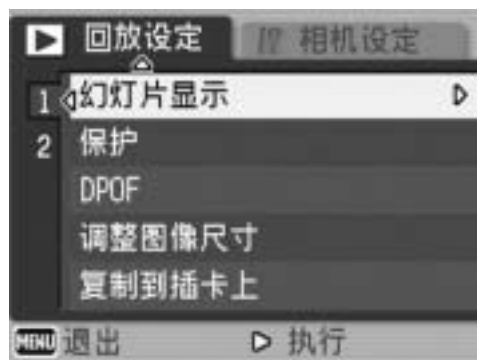 回放设定 相机设定
1 幻灯片显示
2 保护
DPOF
调整图像尺寸
复制到插卡上
MENU 退出 执行